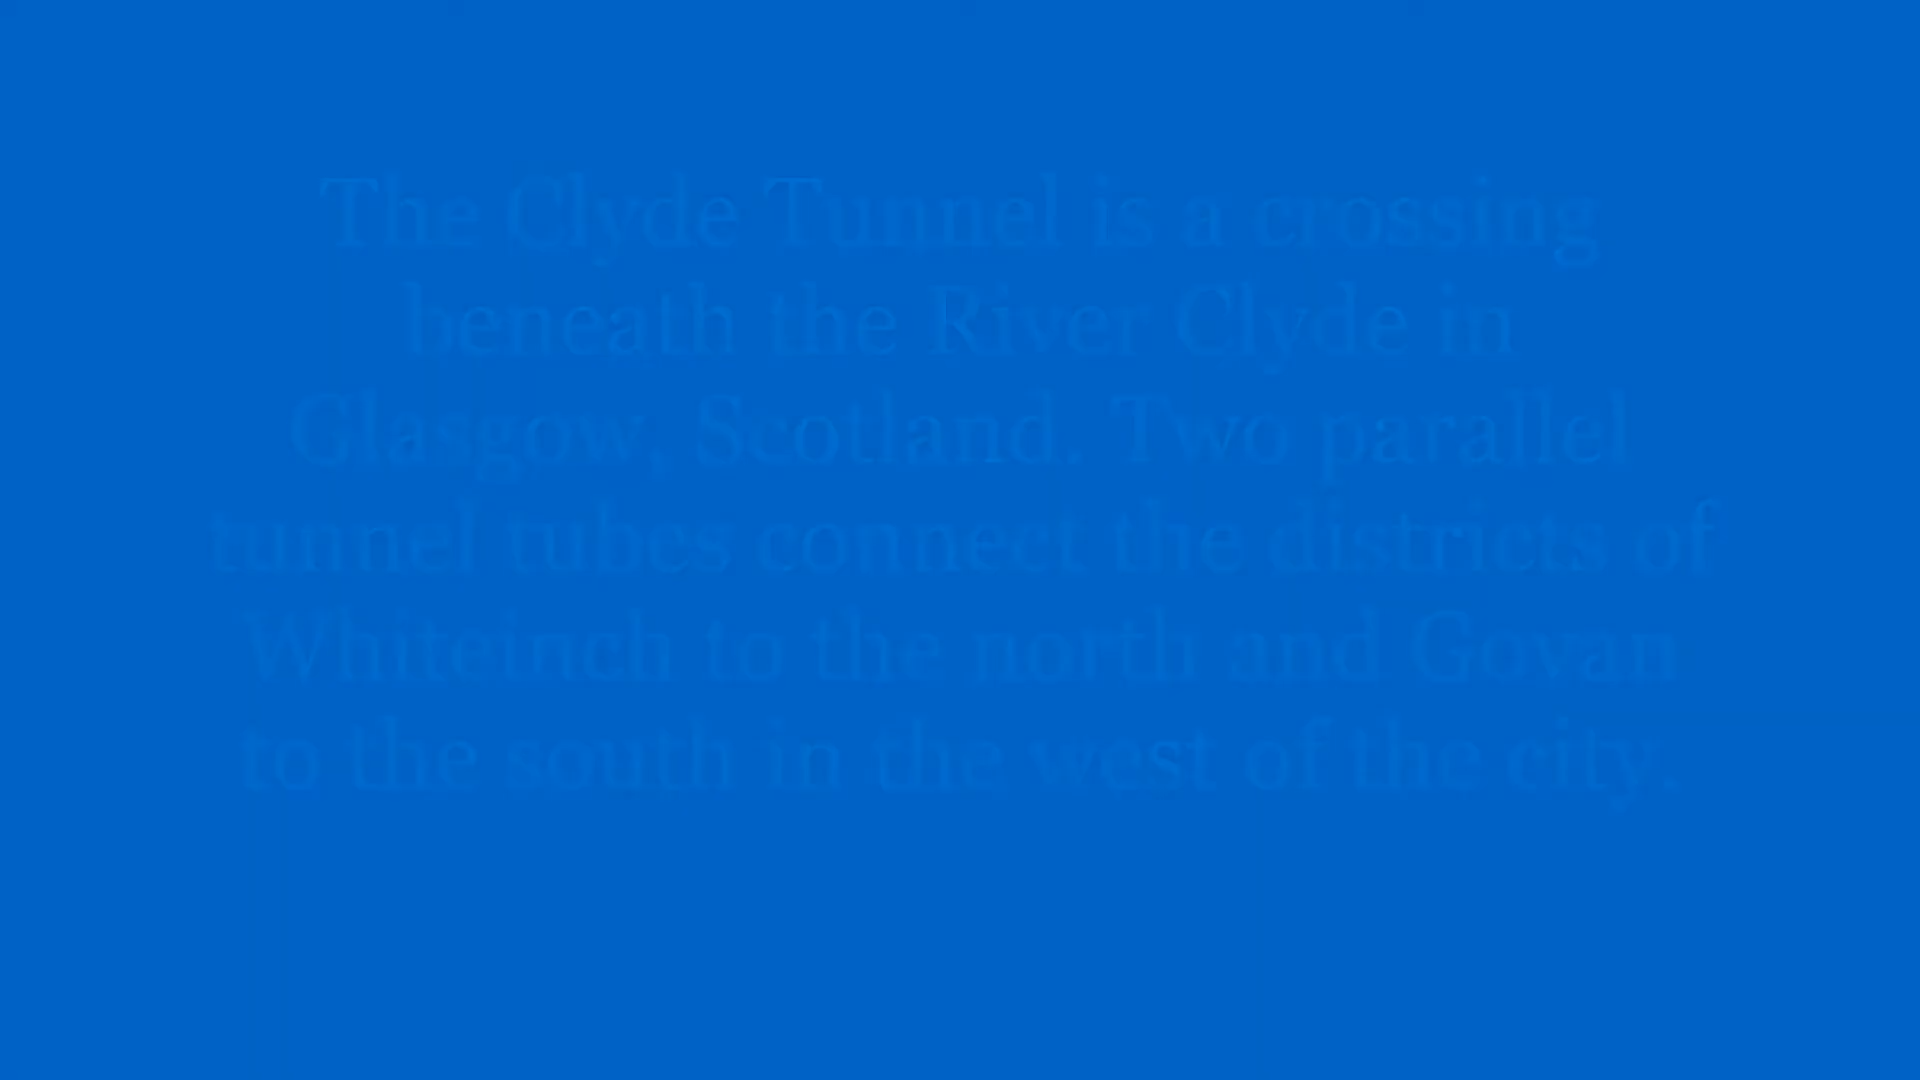 The Clyde Tunnel is a crossing
beneath the River Clyde in
Glasgow, Scotland. Two parallel
tunnel tubes connect the districts of
Whiteinch to the north and Govan
to the south in the west of the city.